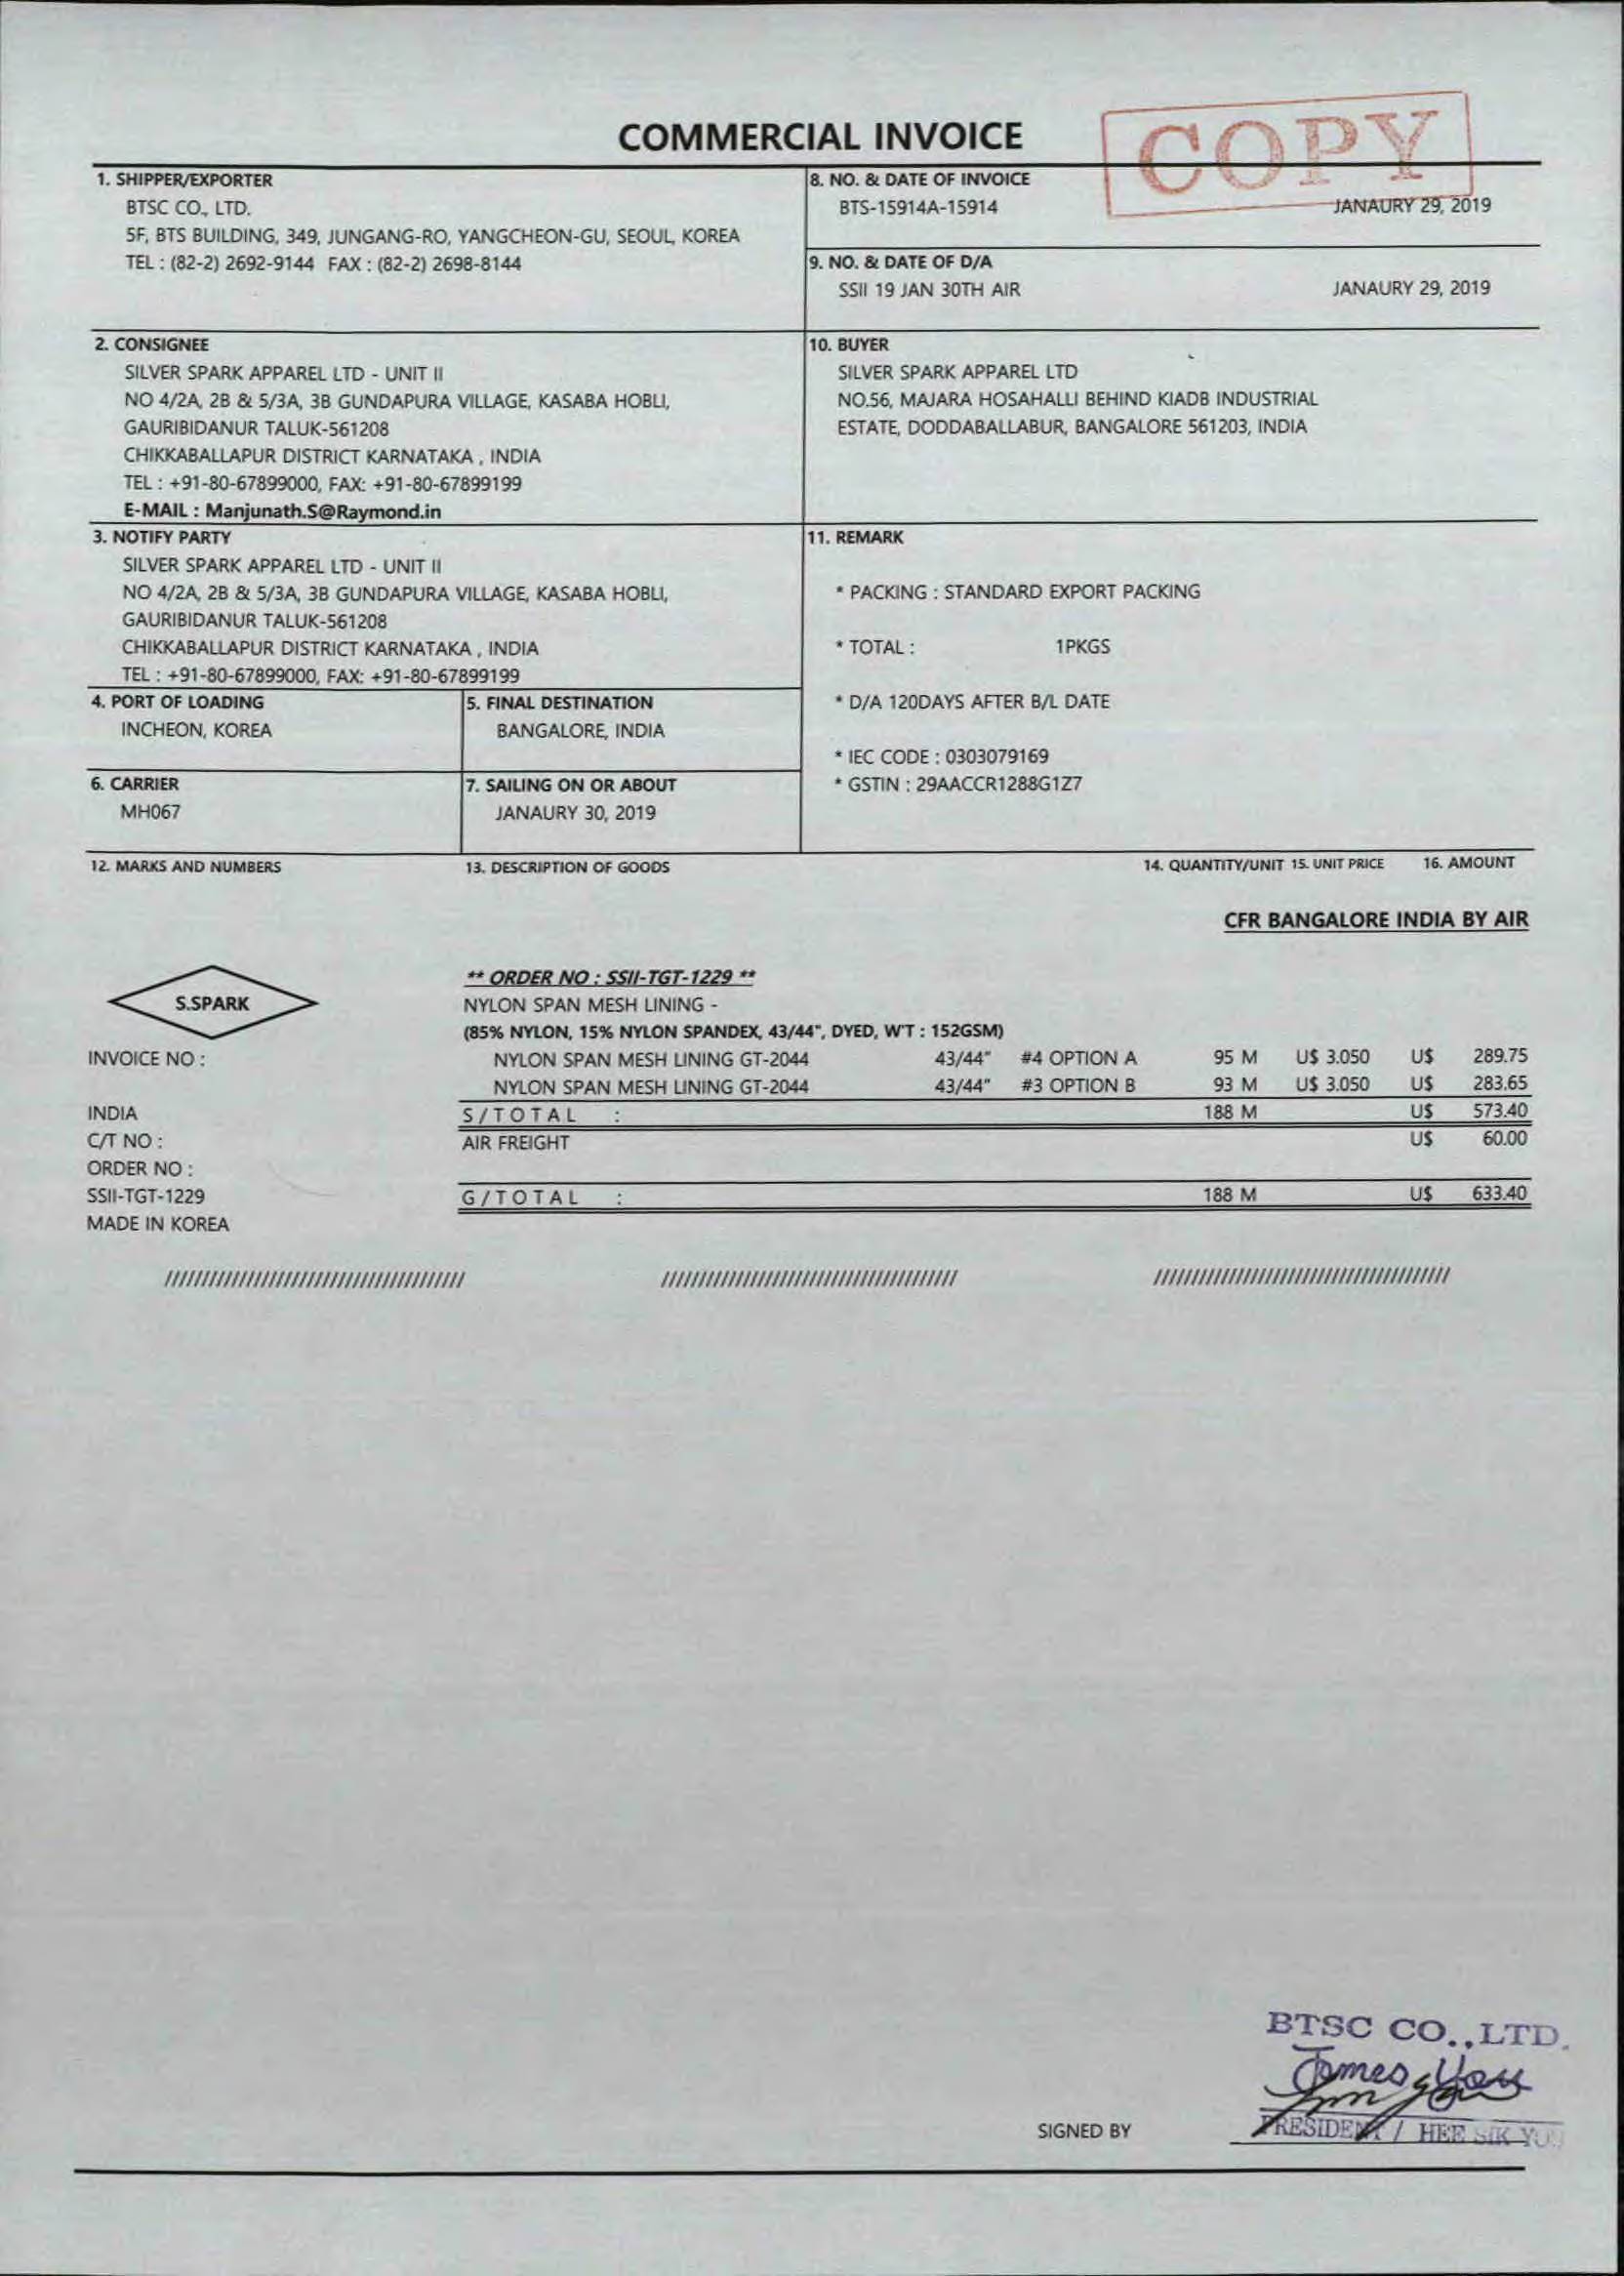 COMMERCIAL INVOICE
COPY
1. SHIPPER/EXPORTER
BTSC CO., LTD.
5F, BTS BUILDING, 349, JUNGANG-RO, YANGCHEON-GU, SEOUL, KOREA
TEL : (82-2) 2692-9144 FAX : (82-2) 2698-8144
8. NO. & DATE OF INVOICE
BTS-15914A-15914 JANAURY 29, 2019
9. NO. & DATE OF D/A
SSII 19 JAN 30TH AIR JANAURY 29, 2019
2. CONSIGNEE
SILVER SPARK APPAREL LTD - UNIT II
NO 4/2A, 2B & 5/3A, 3B GUNDAPURA VILLAGE, KASABA HOBLI,
GAURIBIDANUR TALUK-561208
CHIKKABALLAPUR DISTRICT KARNATAKA , INDIA
TEL : +91-80-67899000, FAX: +91-80-67899199
E-MAIL : Manjunath.S@Raymond.in
10. BUYER
SILVER SPARK APPAREL LTD
NO.56, MAJARA HOSAHALLI BEHIND KIADB INDUSTRIAL
ESTATE, DODDABALLABUR, BANGALORE 561203, INDIA
3. NOTIFY PARTY
SILVER SPARK APPAREL LTD - UNIT II
NO 4/2A, 2B & 5/3A, 3B GUNDAPURA VILLAGE, KASABA HOBLI,
GAURIBIDANUR TALUK-561208
CHIKKABALLAPUR DISTRICT KARNATAKA , INDIA
TEL : +91-80-67899000, FAX: +91-80-67899199
11. REMARK
* PACKING : STANDARD EXPORT PACKING
* TOTAL : 1PKGS
* D/A 120DAYS AFTER B/L DATE
* IEC CODE : 0303079169
* GSTIN : 29AACCR1288G1Z7
4. PORT OF LOADING
INCHEON, KOREA
5. FINAL DESTINATION
BANGALORE, INDIA
6. CARRIER
MH067
7. SAILING ON OR ABOUT
JANAURY 30, 2019
12. MARKS AND NUMBERS 13. DESCRIPTION OF GOODS 14. QUANTITY/UNIT 15. UNIT PRICE 16. AMOUNT
CFR BANGALORE INDIA BY AIR
** ORDER NO : SSII-TGT-1229 **
S.SPARK
NYLON SPAN MESH LINING -
(85% NYLON, 15% NYLON SPANDEX, 43/44", DYED, W'T : 152GSM)
INVOICE NO : NYLON SPAN MESH LINING GT-2044 43/44" #4 OPTION A 95 M U$ 3.050 U$ 289.75
NYLON SPAN MESH LINING GT-2044 43/44" #3 OPTION B 93 M U$ 3.050 U$ 283.65
INDIA S/TOTAL : 188 M U$ 573.40
C/T NO : AIR FREIGHT U$ 60.00
ORDER NO :
SSII-TGT-1229 G/TOTAL : 188 M U$ 633.40
MADE IN KOREA
BTSC CO.,LTD.
James You
SIGNED BY PRESIDENT / HEE SIK YOU